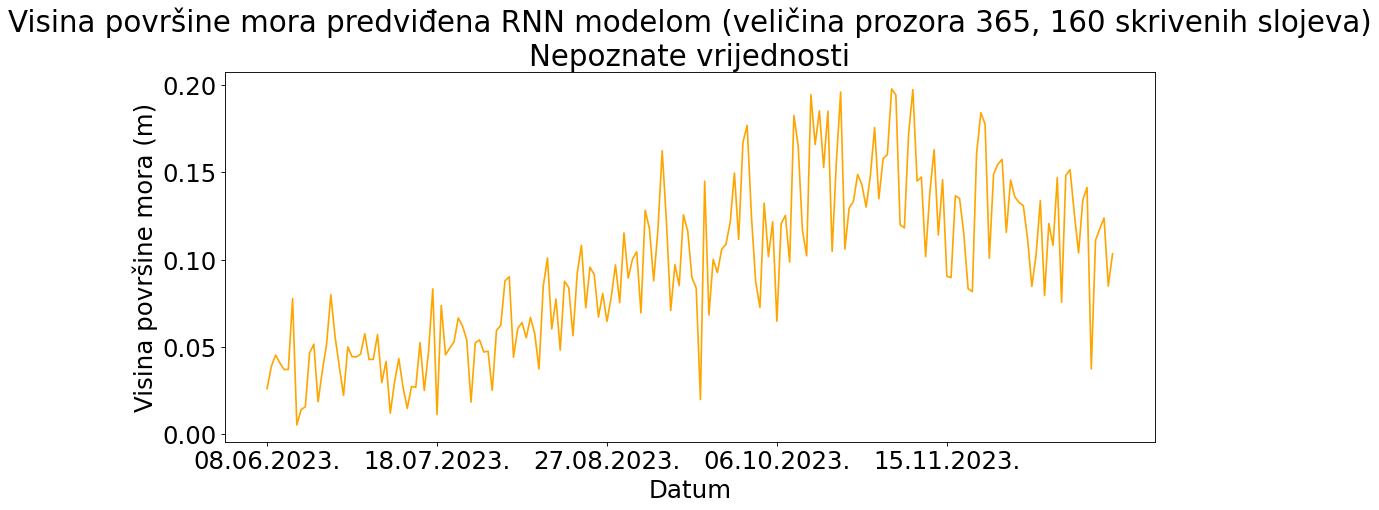 Visina površine mora predviđena RNN modelom (veličina prozora 365, 160 skrivenih slojeva)
Nepoznate vrijednosti
Visina površine mora (m)
0.20
0.15
0.10
0.05
0.00
08.06.2023. 18.07.2023. 27.08.2023. 06.10.2023. 15.11.2023.
Datum